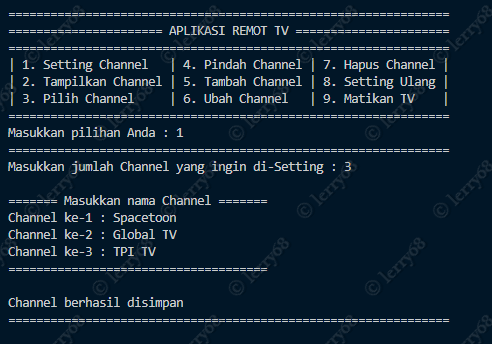 ===============================================================
====================== APLIKASI REMOT TV ======================
===============================================================
| 1. Setting Channel   | 4. Pindah Channel | 7. Hapus Channel |
| 2. Tampilkan Channel | 5. Tambah Channel | 8. Setting Ulang |
| 3. Pilih Channel     | 6. Ubah Channel   | 9. Matikan TV    |
===============================================================
Masukkan pilihan Anda : 1
===============================================================
Masukkan jumlah Channel yang ingin di-Setting : 3

======= Masukkan nama Channel =======
Channel ke-1 : Spacetoon
Channel ke-2 : Global TV
Channel ke-3 : TPI TV
=====================================

Channel berhasil disimpan
===============================================================
© lerry68